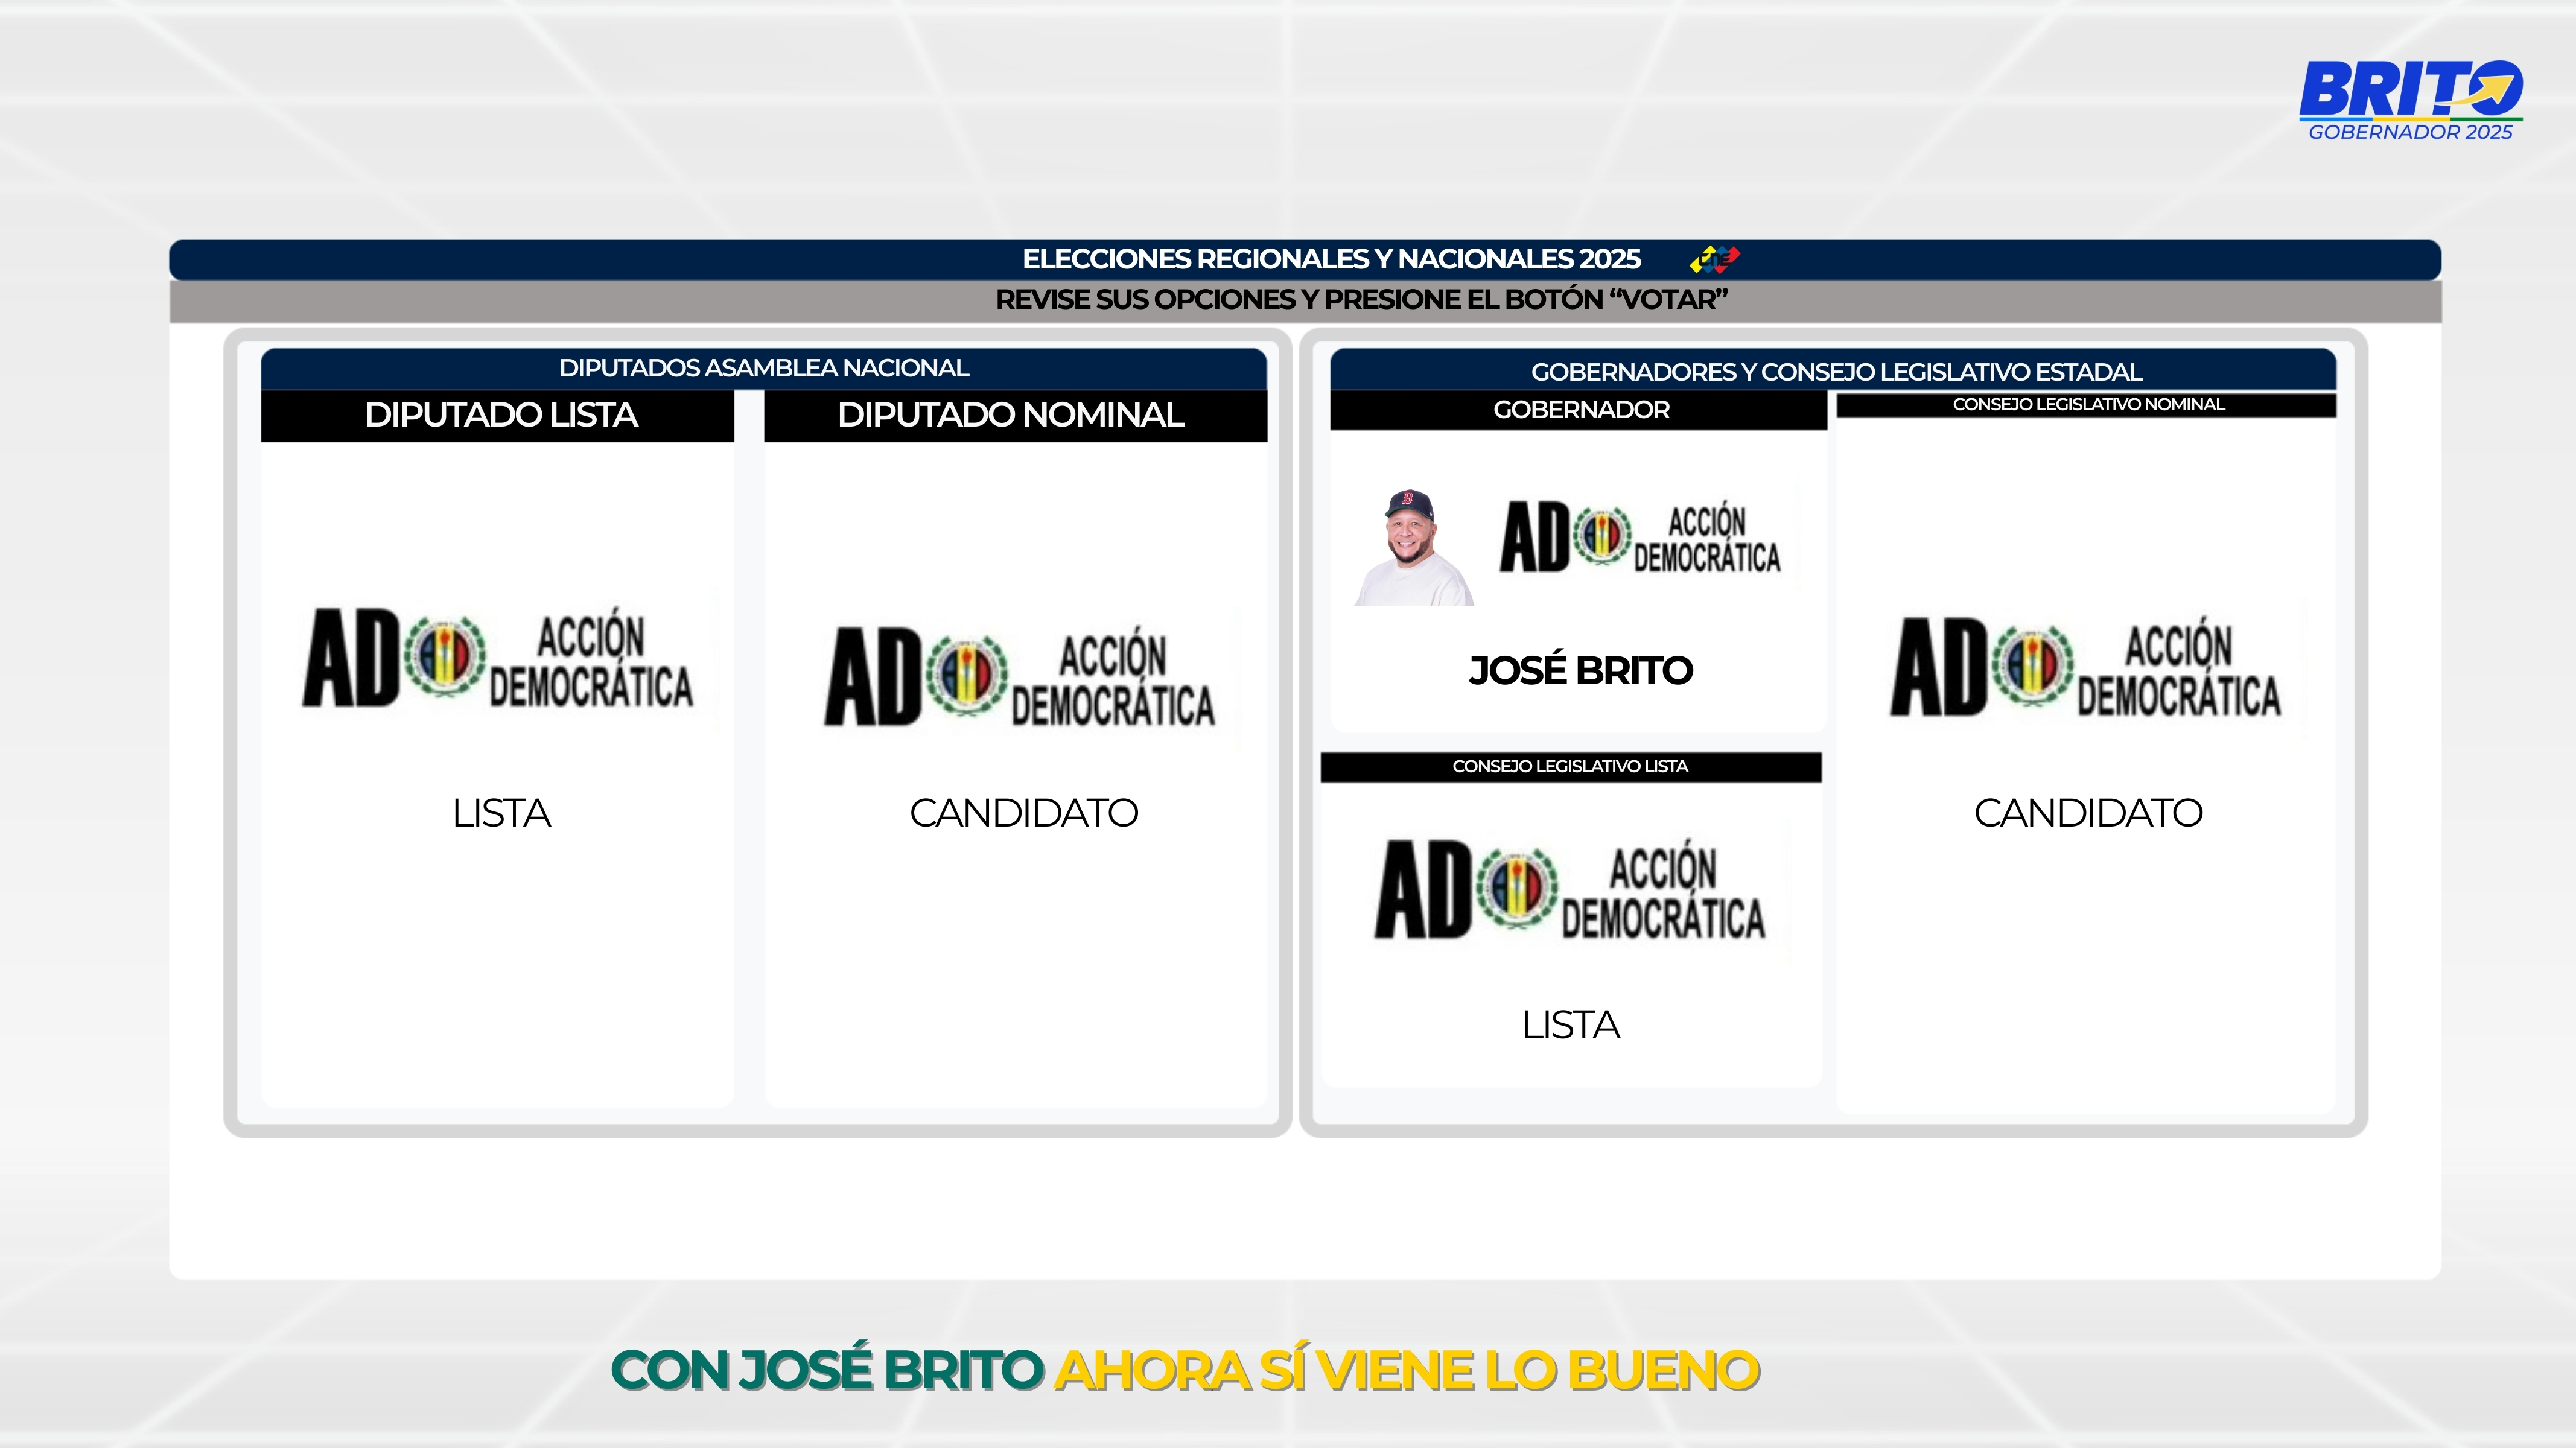 BRITO
GOBERNADOR 2025
ELECCIONES REGIONALES Y NACIONALES 2025 cne
REVISE SUS OPCIONES Y PRESIONE EL BOTÓN “VOTAR”
DIPUTADOS ASAMBLEA NACIONAL
DIPUTADO LISTA
AD ACCIÓN
DEMOCRÁTICA
LISTA
DIPUTADO NOMINAL
AD ACCIÓN
DEMOCRÁTICA
CANDIDATO
GOBERNADORES Y CONSEJO LEGISLATIVO ESTADAL
GOBERNADOR
B
AD ACCIÓN
DEMOCRÁTICA
JOSÉ BRITO
CONSEJO LEGISLATIVO LISTA
AD ACCIÓN
DEMOCRÁTICA
LISTA
CONSEJO LEGISLATIVO NOMINAL
AD ACCIÓN
DEMOCRÁTICA
CANDIDATO
CON JOSÉ BRITO AHORA SÍ VIENE LO BUENO